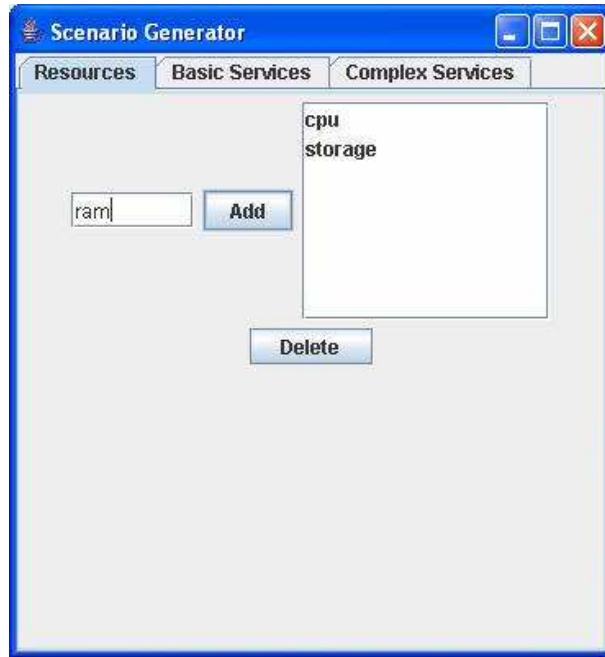 Scenario Generator
Resources Basic Services Complex Services
cpu
storage
ram Add
Delete